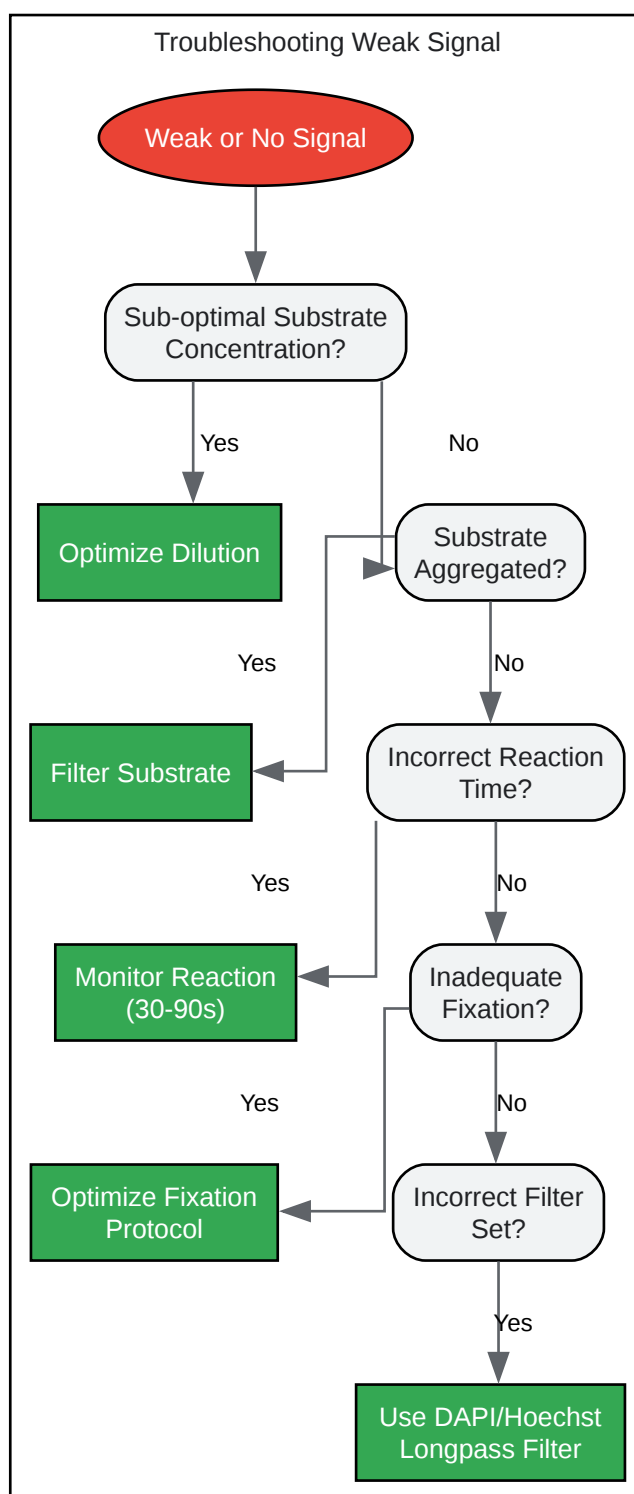 Troubleshooting Weak Signal
Weak or No Signal
Sub-optimal Substrate
Concentration?
Yes
No
Optimize Dilution
Substrate
Aggregated?
Yes
No
Filter Substrate
Incorrect Reaction
Time?
Yes
No
Monitor Reaction
(30-90s)
Inadequate
Fixation?
Yes
No
Optimize Fixation
Protocol
Incorrect Filter
Set?
Yes
Use DAPI/Hoechst
Longpass Filter